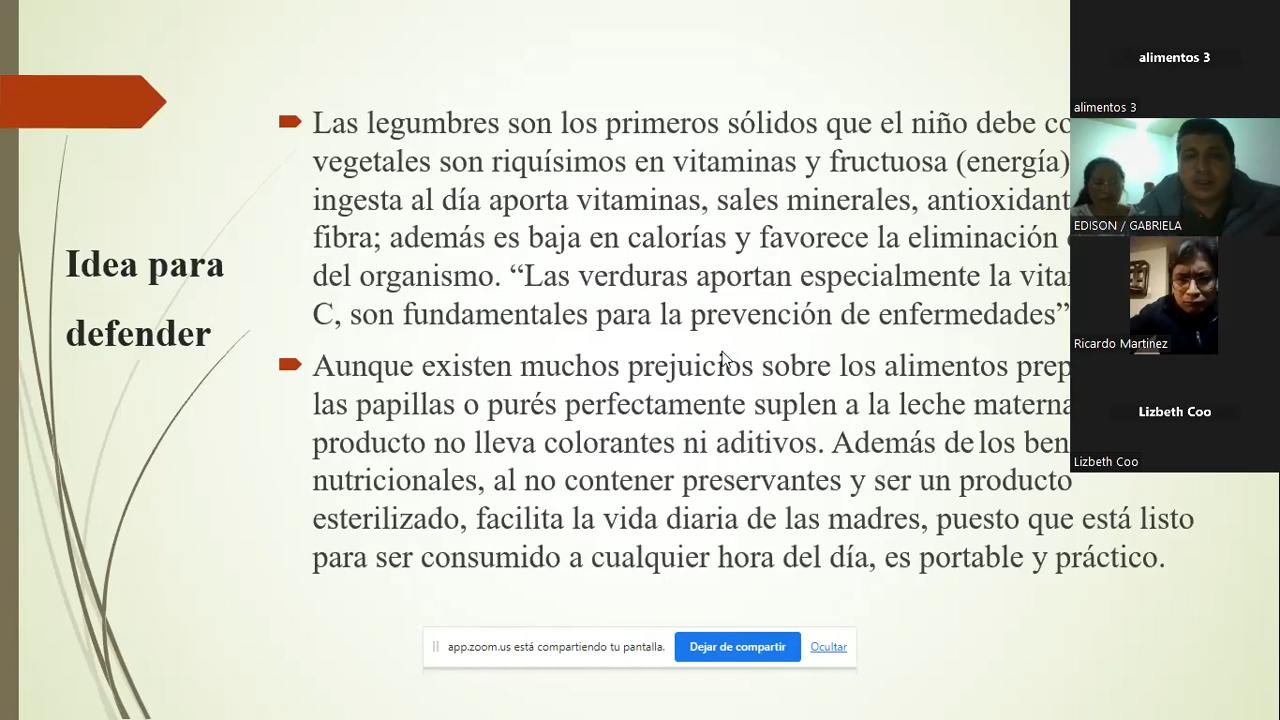 Idea para
defender
Las legumbres son los primeros sólidos que el niño debe
vegetales son riquísimos en vitaminas y fructuosa (energía)
ingesta al día aporta vitaminas, sales minerales,
fibra; además es baja en calorías y favorece la eliminación
del organismo. “Las verduras aportan especialmente la
C, son fundamentales para la prevención de enfermedades”
Aunque existen muchos prejuicios sobre los alimentos
las papillas o purés perfectamente suplen a la leche materna
producto no lleva colorantes ni aditivos. Además de los
nutricionales, al no contener preservantes y ser un producto
esterilizado, facilita la vida diaria de las madres, puesto que está listo
para ser consumido a cualquier hora del día, es portable y práctico.
app.zoom.us está compartiendo tu pantalla.
Dejar de compartir
Ocultar
alimentos 3
alimentos 3
EDISON / GABRIELA
Ricardo Martinez
Lizbeth Coo
Lizbeth Coo